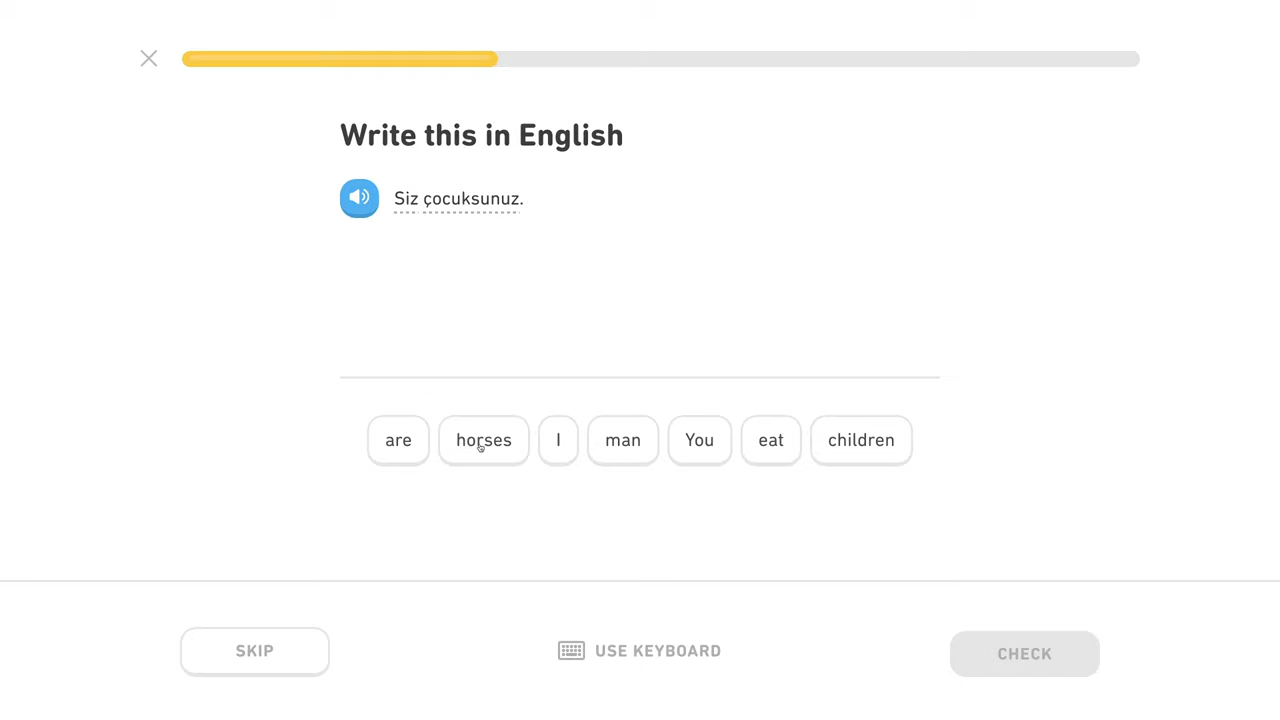 Write this in English
Siz çocuksunuz.
are horses I man You eat children
SKIP USE KEYBOARD CHECK